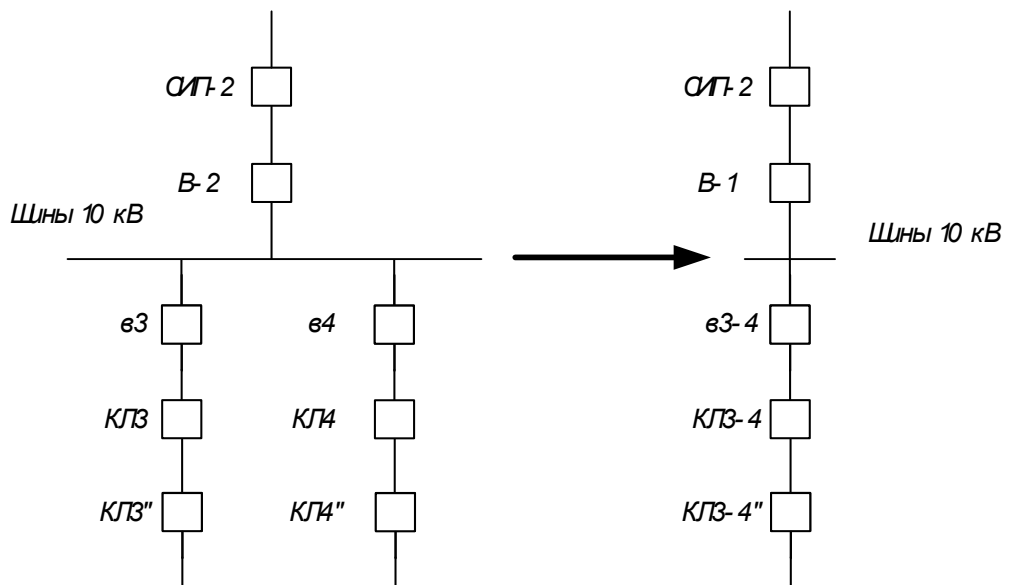 СИП-2 СИП-2
В-2 В-1
Шины 10 кВ Шины 10 кВ
в3 в4 в3-4
КЛ3 КЛ4 КЛ3-4
КЛ3" КЛ4" КЛ3-4"